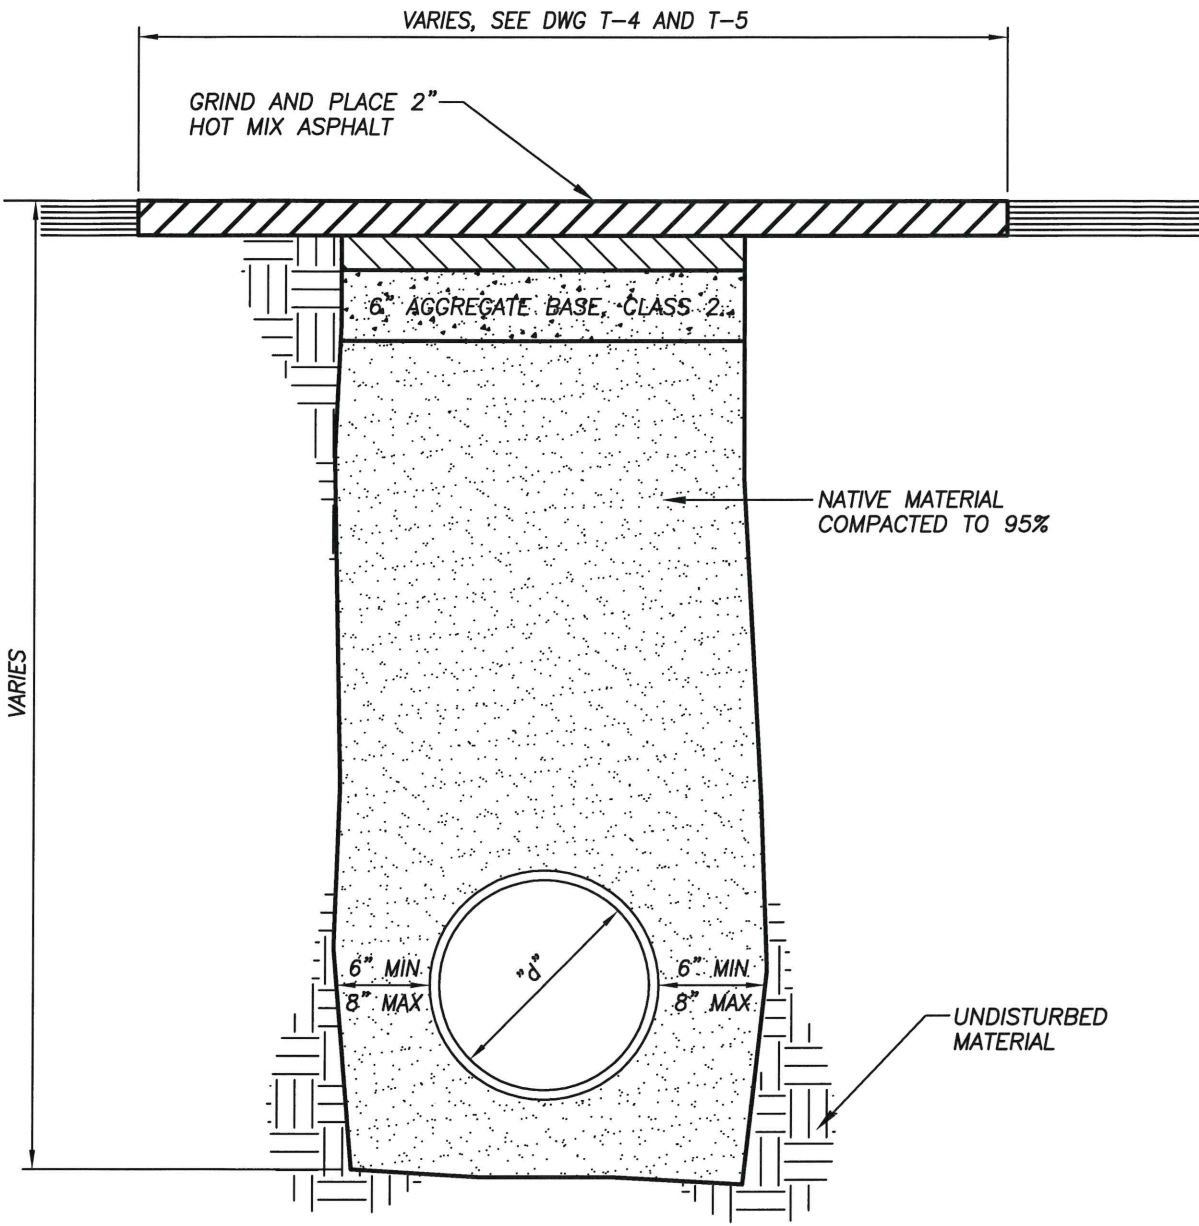 VARIES, SEE DWG T-4 AND T-5
GRIND AND PLACE 2"
HOT MIX ASPHALT
6" AGGREGATE BASE, CLASS 2
NATIVE MATERIAL
COMPACTED TO 95%
VARIES
6" MIN
8" MAX
"d"
6" MIN
8" MAX
UNDISTURBED
MATERIAL